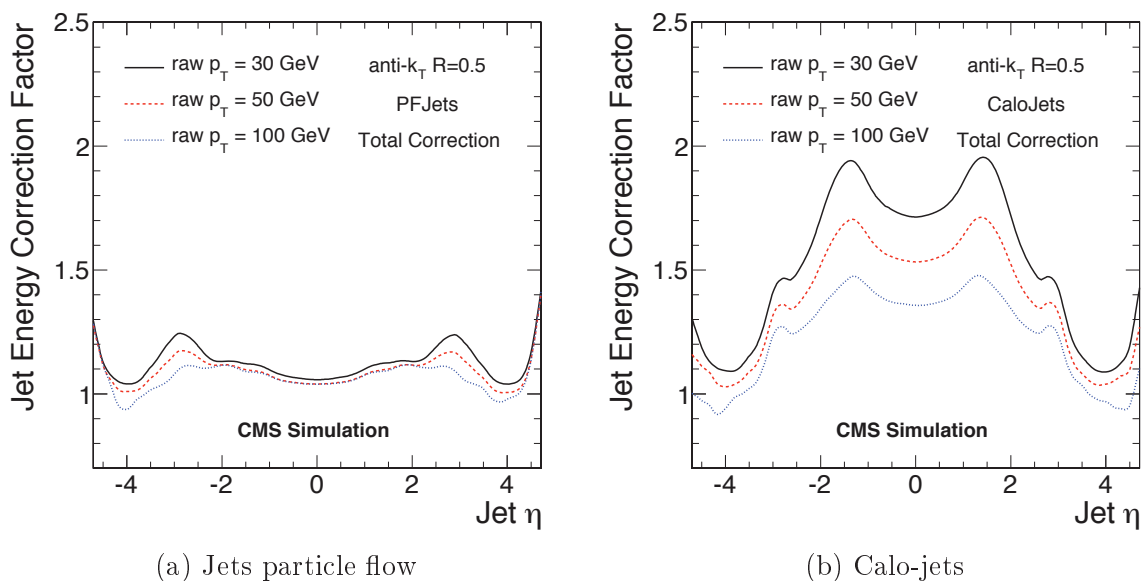 2.5
2
1.5
1
Jet Energy Correction Factor
raw p_T = 30 GeV
raw p_T = 50 GeV
raw p_T = 100 GeV
anti-k_T R=0.5
PFJets
Total Correction
CMS Simulation
-4 -2 0 2 4
Jet η
(a) Jets particle flow
2.5
2
1.5
1
Jet Energy Correction Factor
raw p_T = 30 GeV
raw p_T = 50 GeV
raw p_T = 100 GeV
anti-k_T R=0.5
CaloJets
Total Correction
CMS Simulation
-4 -2 0 2 4
Jet η
(b) Calo-jets